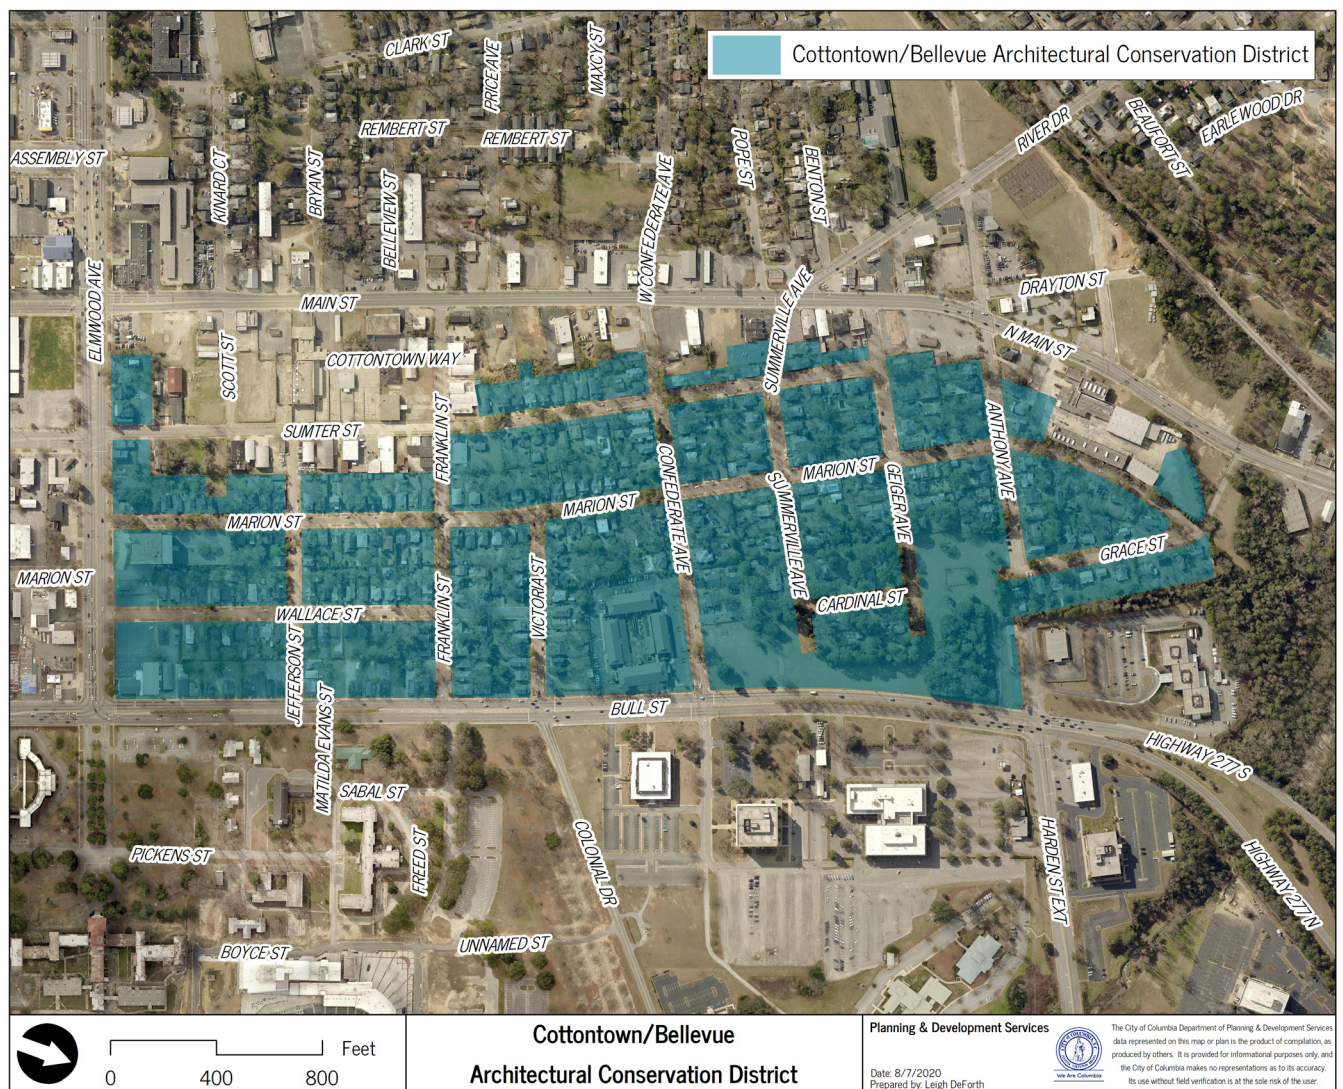 Cottontown/Bellevue Architectural Conservation District
CLARK ST
PRICE AVE
MAXCY ST
REMBERT ST
REMBERT ST
ASSEMBLY ST
KINARD CT
BRYAN ST
BELLEVIEW ST
W CONFEDERATE AVE
POPE ST
BENTON ST
RIVER DR
BEAUFORT ST
EARLEWOOD DR
ELMWOOD AVE
MAIN ST
SUMMERVILLE AVE
DRAYTON ST
N MAIN ST
SCOTT ST
COTTONTOWN WAY
SUMTER ST
FRANKLIN ST
CONFEDERATE AVE
MARION ST
SUMMERVILLE AVE
GEIGER AVE
ANTHONY AVE
MARION ST
MARION ST
GRACE ST
MARION ST
WALLACE ST
FRANKLIN ST
VICTORIA ST
CARDINAL ST
JEFFERSON ST
BULL ST
MATILDA EVANS ST
SABAL ST
HIGHWAY 277 S
HIGHWAY 277 N
PICKENS ST
FREED ST
COLONIAL DR
HARDEN ST EXT
BOYCE ST
UNNAMED ST
0 400 800
Feet
Cottontown/Bellevue
Architectural Conservation District
Planning & Development Services
Date: 8/7/2020
Prepared by: Leigh DeForth
We Are Columbia
The City of Columbia Department of Planning & Development Services
data represented on this map or plan is the product of compilation, as
produced by others. It is provided for informational purposes only, and
the City of Columbia makes no representations as to its accuracy.
Its use without field verification is at the sole risk of the user.